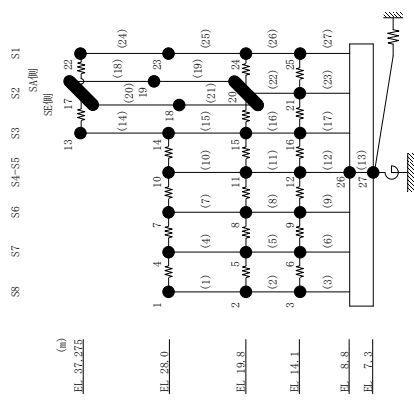 S8 S7 S6 S4-S5 S3 S2 S1
SA側
SE側
(m)
EL 37.275
13 17 22
(14) (20) (18) (24)
19
EL 28.0
1 4 7 10 14 18 23
(1) (4) (7) (10) (15) (21) (19) (25)
EL 19.8
2 5 8 11 15 20 24
(2) (5) (8) (11) (16) (22) (26)
EL 14.1
3 6 9 12 16 21 25
(3) (6) (9) (12) (17) (23) (27)
EL 8.8
26
(13)
EL 7.3
27